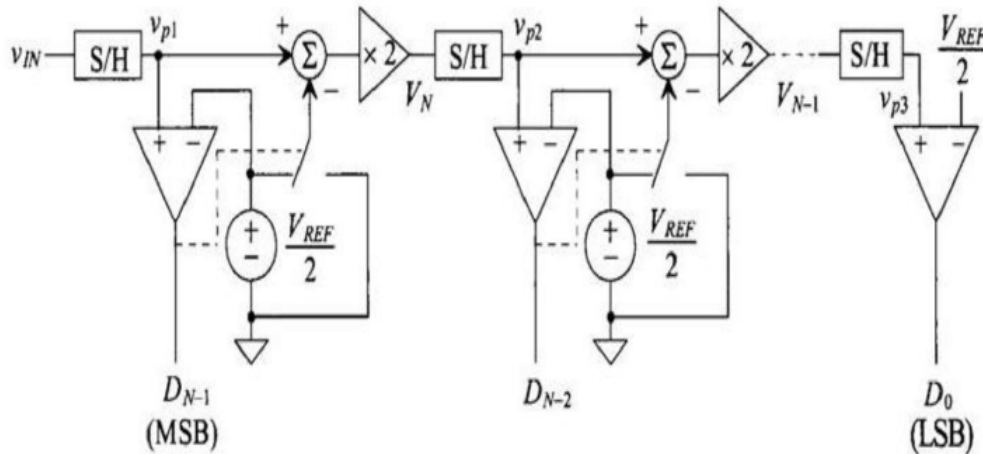 v_IN
S/H
v_p1
+
Σ
−
× 2
V_N
S/H
v_p2
+
Σ
−
× 2
V_N−1
S/H
v_p3
V_REF
2
+ −
+ −
+ −
+
−
V_REF
2
+
−
V_REF
2
D_N−1
(MSB)
D_N−2
D_0
(LSB)